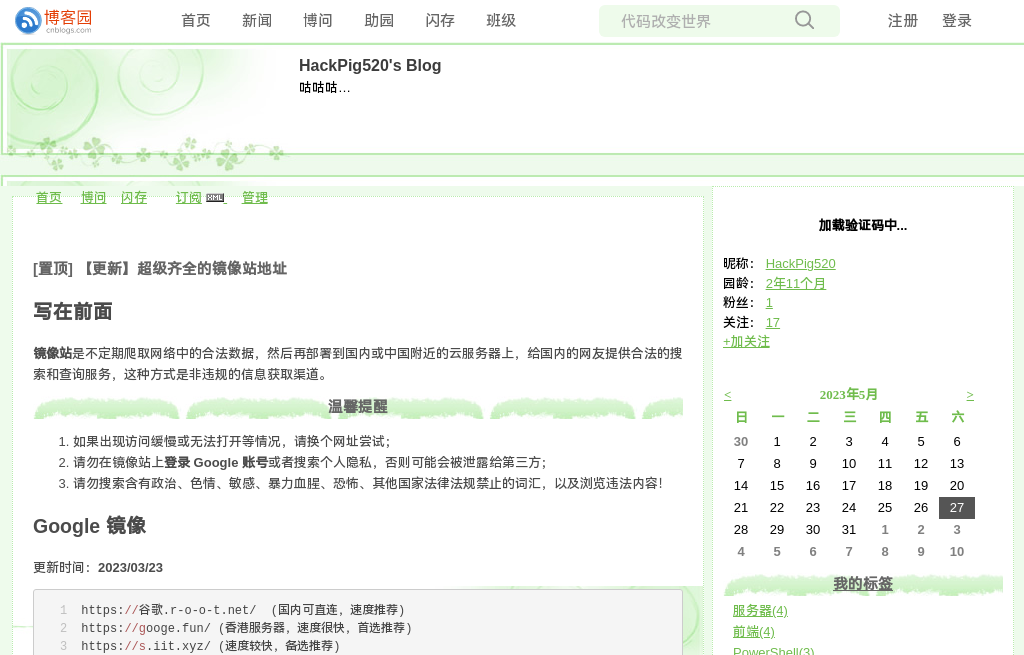 博客园
cnblogs.com
首页 新闻 博问 助园 闪存 班级
代码改变世界
注册 登录
HackPig520's Blog
咕咕咕…
首页 博问 闪存 订阅 XML 管理
[置顶] 【更新】超级齐全的镜像站地址
写在前面
镜像站是不定期爬取网络中的合法数据，然后再部署到国内或中国附近的云服务器上，给国内的网友提供合法的搜
索和查询服务，这种方式是非违规的信息获取渠道。
温馨提醒
1. 如果出现访问缓慢或无法打开等情况，请换个网址尝试；
2. 请勿在镜像站上登录 Google 账号或者搜索个人隐私，否则可能会被泄露给第三方；
3. 请勿搜索含有政治、色情、敏感、暴力血腥、恐怖、其他国家法律法规禁止的词汇，以及浏览违法内容！
Google 镜像
更新时间：2023/03/23
1 https://谷歌.r-o-o-t.net/ （国内可直连，速度推荐）
2 https://googe.fun/ （香港服务器，速度很快，首选推荐）
3 https://s.iit.xyz/ （速度较快，备选推荐）
加载验证码中...
昵称： HackPig520
园龄： 2年11个月
粉丝： 1
关注： 17
+加关注
< 2023年5月 >
日 一 二 三 四 五 六
30 1 2 3 4 5 6
7 8 9 10 11 12 13
14 15 16 17 18 19 20
21 22 23 24 25 26 27
28 29 30 31 1 2 3
4 5 6 7 8 9 10
我的标签
服务器(4)
前端(4)
PowerShell(3)